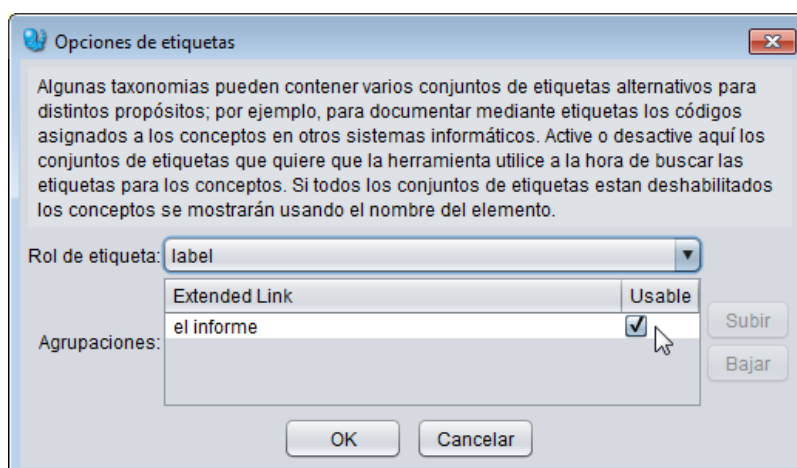 Opciones de etiquetas
Algunas taxonomias pueden contener varios conjuntos de etiquetas alternativos para
distintos propósitos; por ejemplo, para documentar mediante etiquetas los códigos
asignados a los conceptos en otros sistemas informáticos. Active o desactive aquí los
conjuntos de etiquetas que quiere que la herramienta utilice a la hora de buscar las
etiquetas para los conceptos. Si todos los conjuntos de etiquetas estan deshabilitados
los conceptos se mostrarán usando el nombre del elemento.
Rol de etiqueta: label
Extended Link Usable
el informe
Agrupaciones:
Subir
Bajar
OK Cancelar